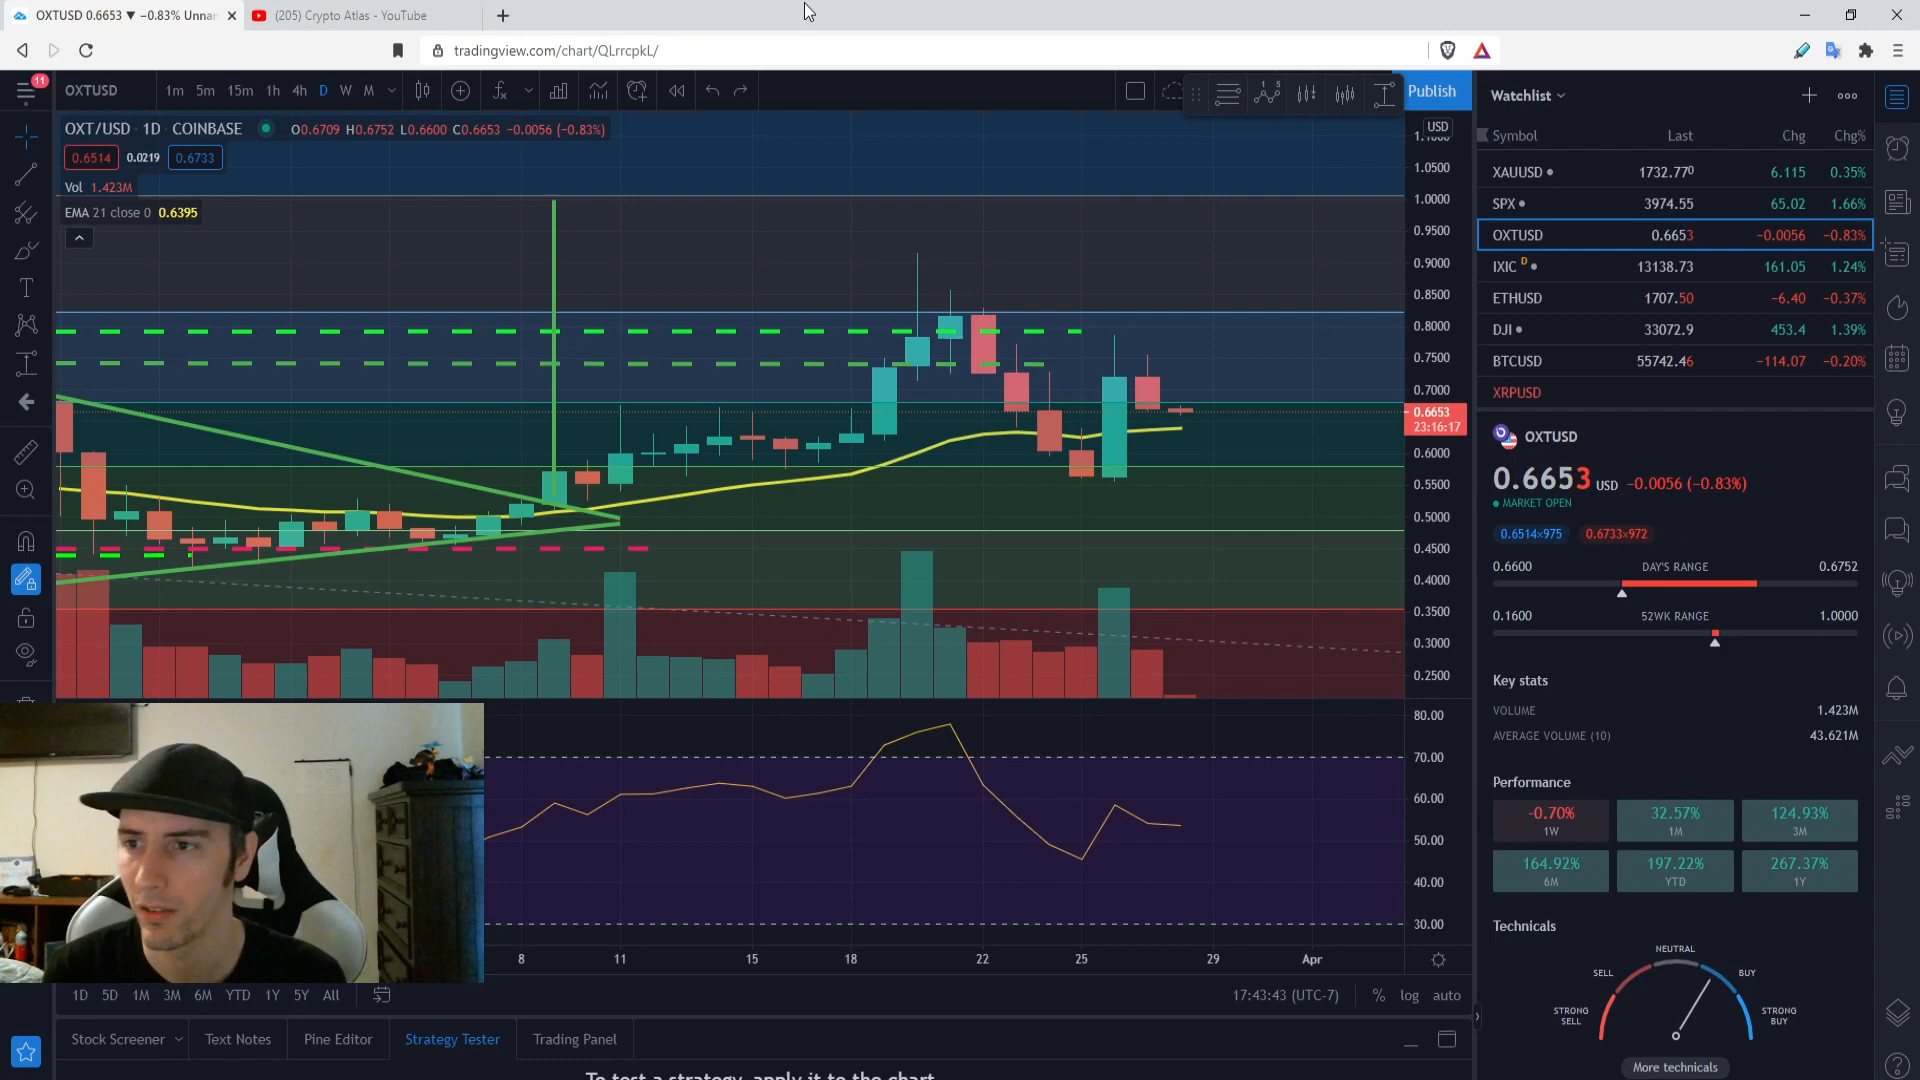 OXTUSD 0.6653 ▼ −0.83% Unnan
(205) Crypto Atlas - YouTube
tradingview.com/chart/QLrrcpkL/
11
OXTUSD
1m 5m 15m 1h 4h D W M
Publish
OXT/USD · 1D · COINBASE
O0.6709 H0.6752 L0.6600 C0.6653 −0.0056 (−0.83%)
0.6514 0.0219 0.6733
Vol 1.423M
EMA 21 close 0 0.6395
USD
1.0500
1.0000
0.9500
0.9000
0.8500
0.8000
0.7500
0.7000
0.6653
23:16:17
0.6000
0.5500
0.5000
0.4500
0.4000
0.3500
0.3000
0.2500
80.00
70.00
60.00
50.00
40.00
30.00
8 11 15 18 22 25 29 Apr
1D 5D 1M 3M 6M YTD 1Y 5Y All
17:43:43 (UTC-7) % log auto
Stock Screener Text Notes Pine Editor Strategy Tester Trading Panel
To test a strategy, apply it to the chart
Watchlist
Symbol Last Chg Chg%
XAUUSD 1732.770 6.115 0.35%
SPX 3974.55 65.02 1.66%
OXTUSD 0.6653 −0.0056 −0.83%
IXIC D 13138.73 161.05 1.24%
ETHUSD 1707.50 −6.40 −0.37%
DJI 33072.9 453.4 1.39%
BTCUSD 55742.46 −114.07 −0.20%
XRPUSD
OXTUSD
0.6653 USD −0.0056 (−0.83%)
MARKET OPEN
0.6514×975 0.6733×972
0.6600 DAY'S RANGE 0.6752
0.1600 52WK RANGE 1.0000
Key stats
VOLUME 1.423M
AVERAGE VOLUME (10) 43.621M
Performance
-0.70% 32.57% 124.93%
1W 1M 3M
164.92% 197.22% 267.37%
6M YTD 1Y
Technicals
NEUTRAL
SELL BUY
STRONG SELL STRONG BUY
More technicals